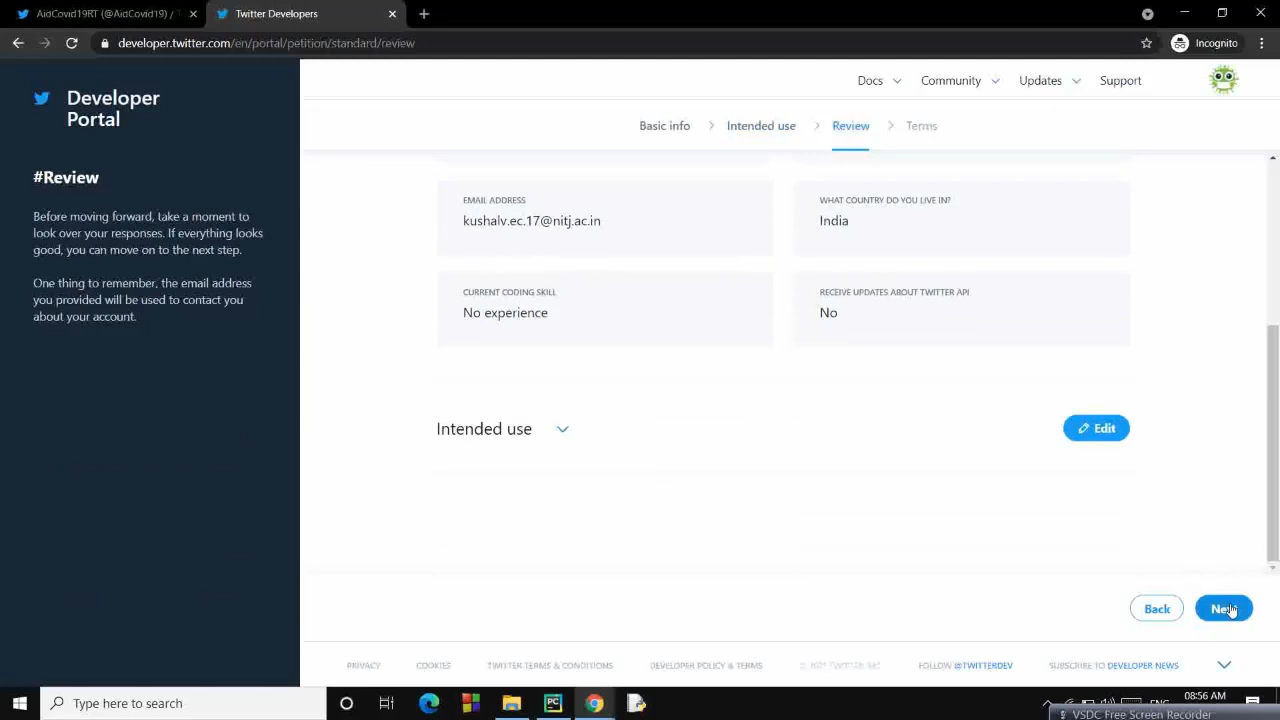 AidCovid19RT (@AidCovid19) /
Twitter Developers
developer.twitter.com/en/portal/petition/standard/review
Incognito
Developer
Portal
Docs
Community
Updates
Support
Basic info
Intended use
Review
Terms
#Review
Before moving forward, take a moment to
look over your responses. If everything looks
good, you can move on to the next step.
One thing to remember, the email address
you provided will be used to contact you
about your account.
EMAIL ADDRESS
kushalv.ec.17@nitj.ac.in
WHAT COUNTRY DO YOU LIVE IN?
India
CURRENT CODING SKILL
No experience
RECEIVE UPDATES ABOUT TWITTER API
No
Intended use
Edit
Back
PRIVACY
COOKIES
TWITTER TERMS & CONDITIONS
DEVELOPER POLICY & TERMS
FOLLOW @TWITTERDEV
SUBSCRIBE TO DEVELOPER NEWS
Type here to search
PC
08:56 AM
VSDC Free Screen Recorder